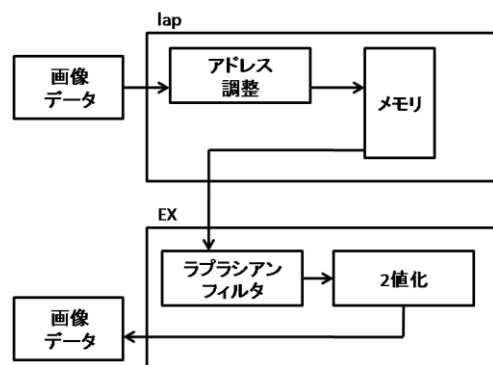 lap
画像
データ
アドレス
調整
メモリ
EX
ラプラシアン
フィルタ
2値化
画像
データ